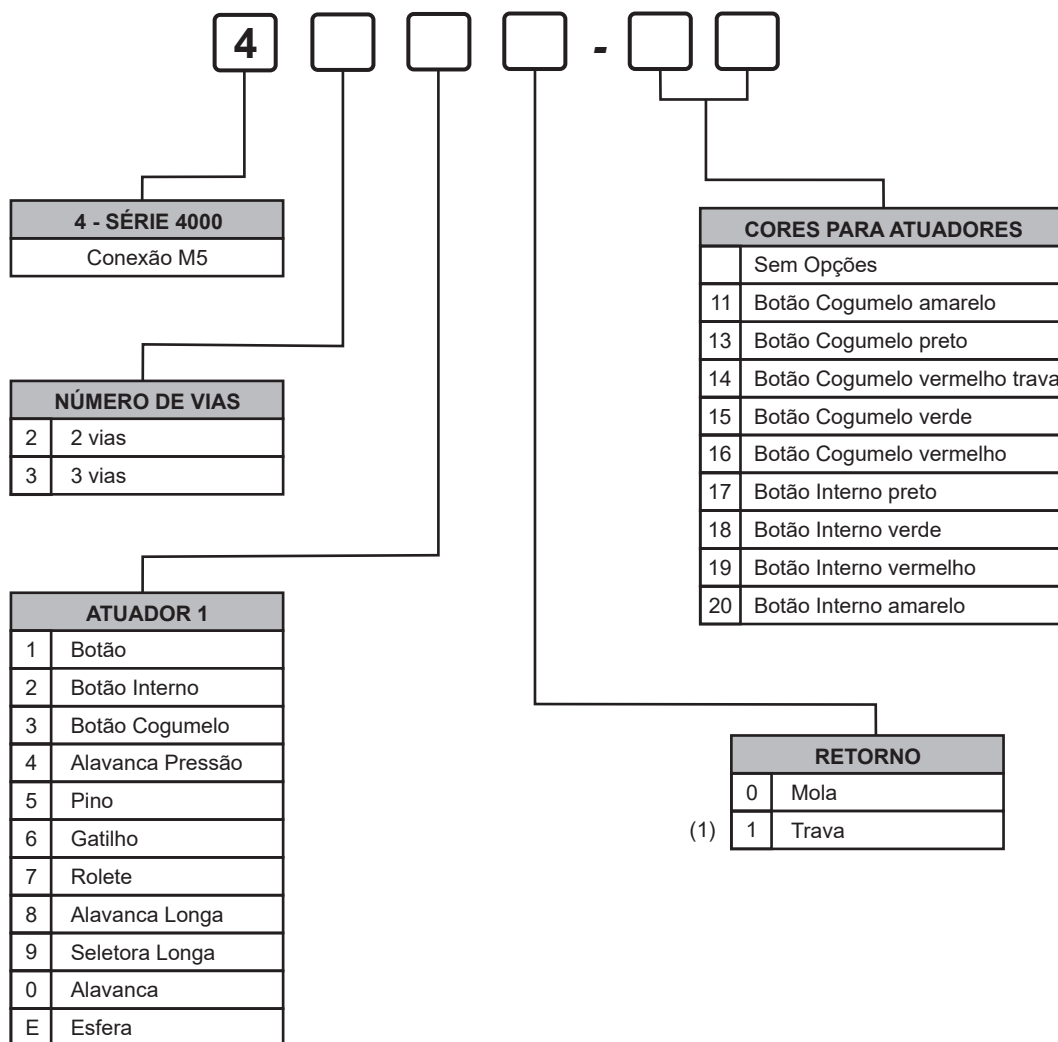 4 -
4 - SÉRIE 4000
Conexão M5
NÚMERO DE VIAS
2 2 vias
3 3 vias
ATUADOR 1
1 Botão
2 Botão Interno
3 Botão Cogumelo
4 Alavanca Pressão
5 Pino
6 Gatilho
7 Rolete
8 Alavanca Longa
9 Seletora Longa
0 Alavanca
E Esfera
CORES PARA ATUADORES
Sem Opções
11 Botão Cogumelo amarelo
13 Botão Cogumelo preto
14 Botão Cogumelo vermelho trava
15 Botão Cogumelo verde
16 Botão Cogumelo vermelho
17 Botão Interno preto
18 Botão Interno verde
19 Botão Interno vermelho
20 Botão Interno amarelo
RETORNO
0 Mola
(1) 1 Trava